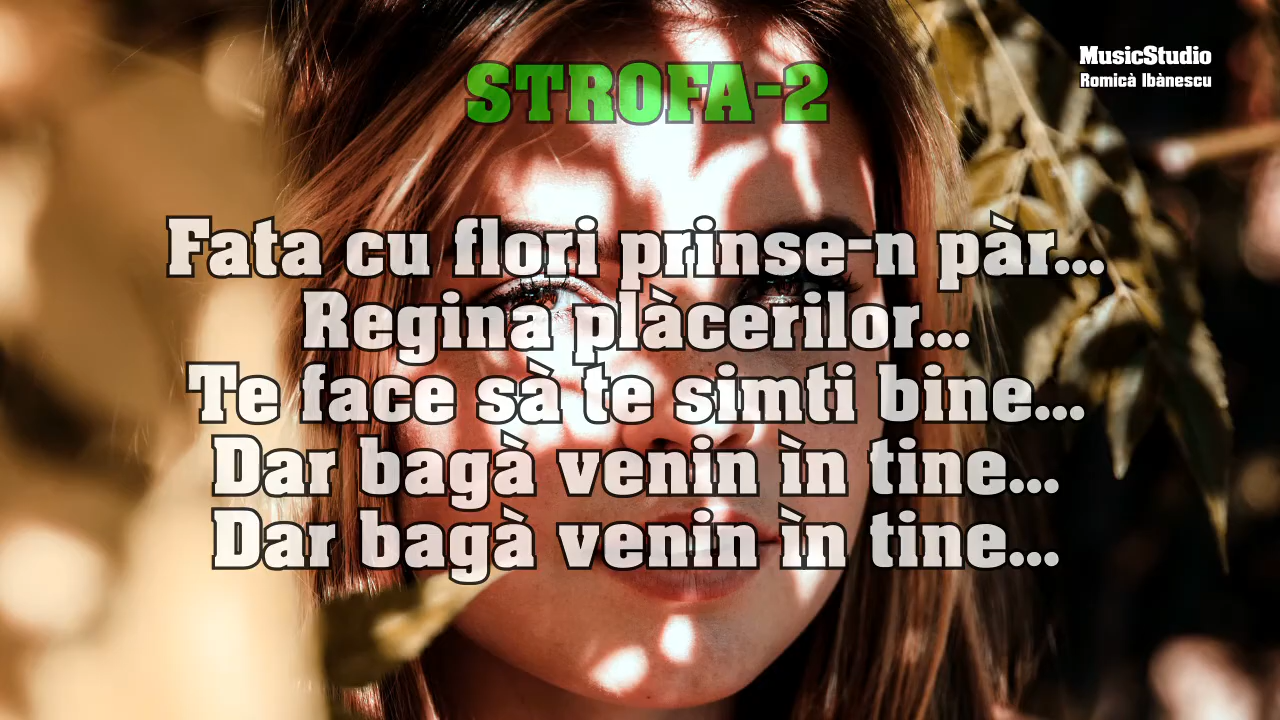 MusicStudio
Romicà Ibànescu
STROFA-2
Fata cu flori prinse-n pàr...
Regina plàcerilor...
Te face sà te simti bine...
Dar bagà venin ìn tine...
Dar bagà venin ìn tine...